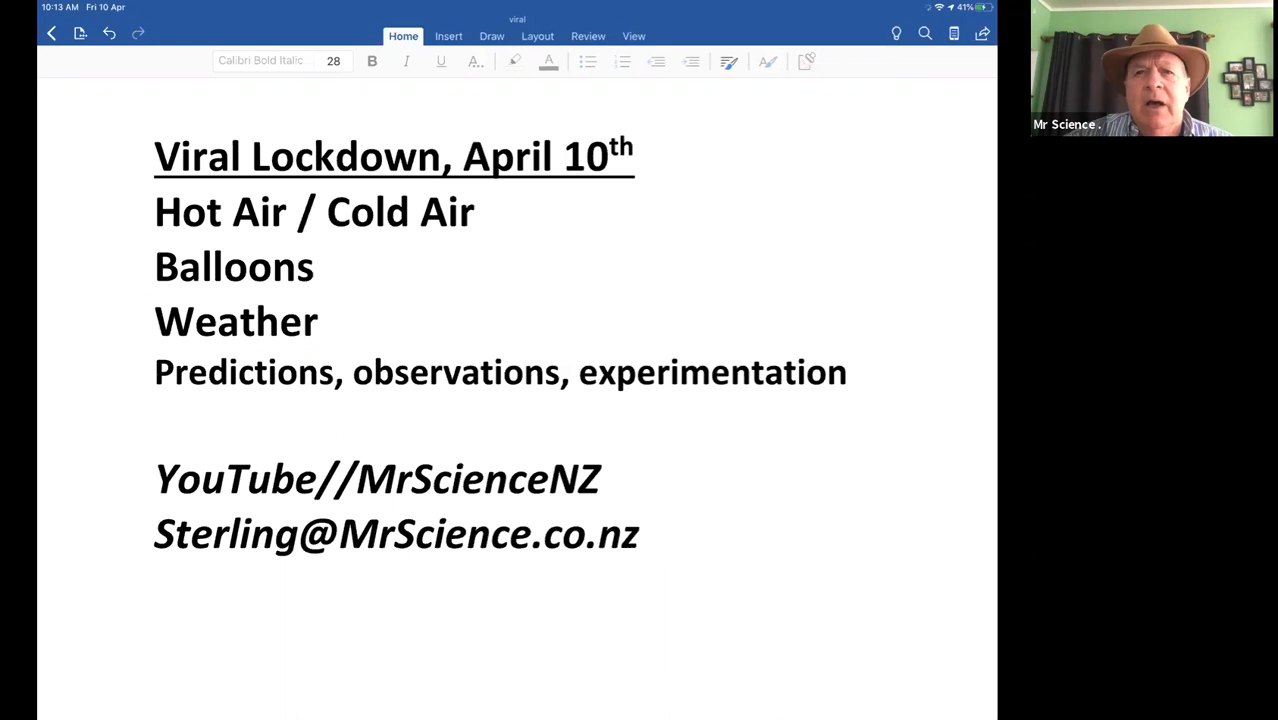 10:13 AM Fri 10 Apr
41%
viral
Home Insert Draw Layout Review View
Calibri Bold Italic 28 B I U A.. A
Viral Lockdown, April 10th
Hot Air / Cold Air
Balloons
Weather
Predictions, observations, experimentation
YouTube//MrScienceNZ
Sterling@MrScience.co.nz
Mr Science .